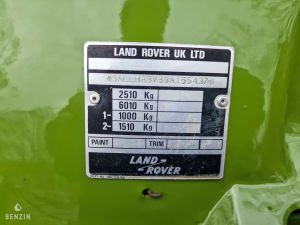 LAND ROVER UK LTD
2510 Kg
6010 Kg
1- 1000 Kg
2- 1510 Kg
PAINT TRIM
LAND-
ROVER
BENZIN